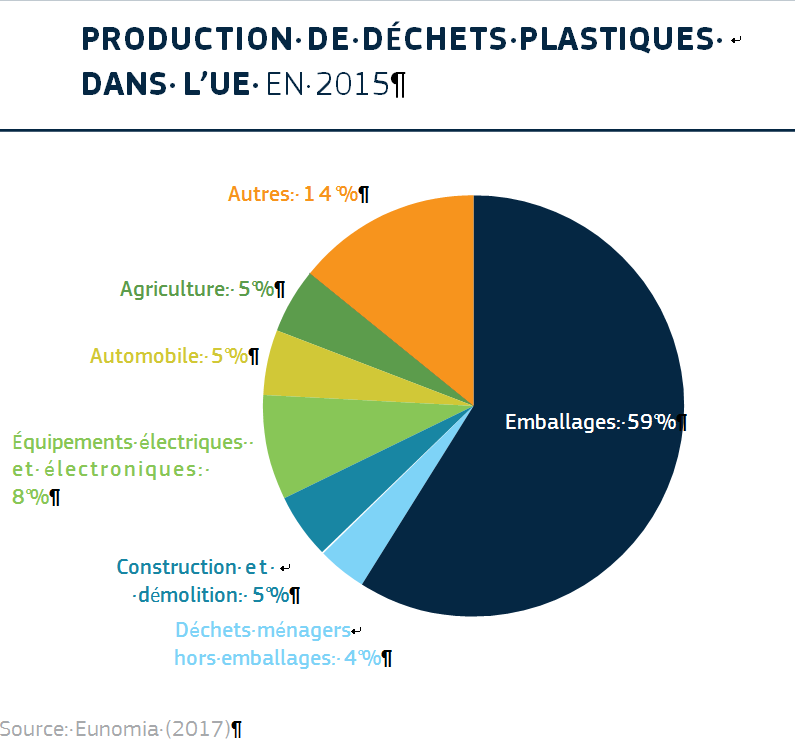 PRODUCTION DE DÉCHETS PLASTIQUES
DANS L’UE EN 2015
Autres: 14 %
Agriculture: 5 %
Automobile: 5 %
Emballages: 59 %
Équipements électriques
et électroniques:
8 %
Construction et
démolition: 5 %
Déchets ménagers
hors emballages: 4 %
Source: Eunomia (2017)